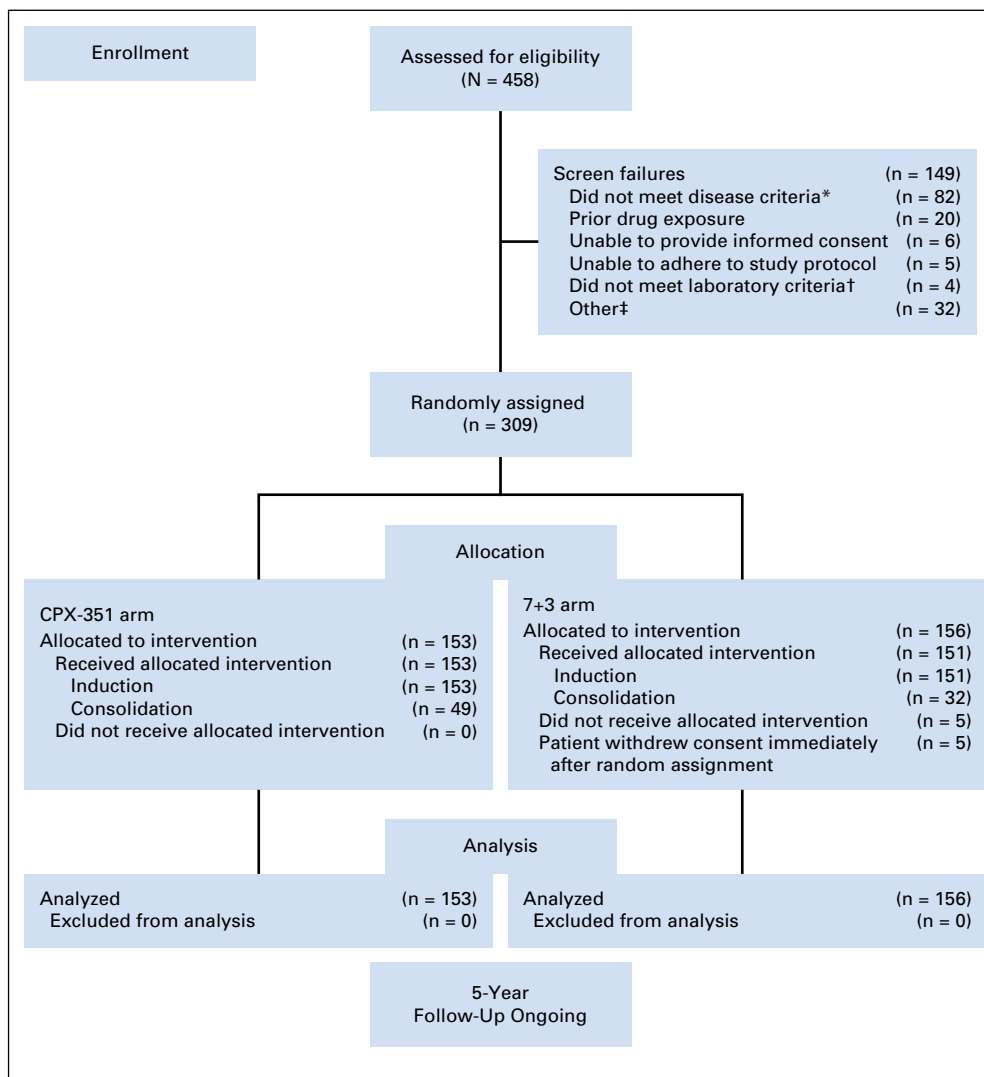 Enrollment
Assessed for eligibility
(N = 458)
Screen failures (n = 149)
Did not meet disease criteria* (n = 82)
Prior drug exposure (n = 20)
Unable to provide informed consent (n = 6)
Unable to adhere to study protocol (n = 5)
Did not meet laboratory criteria† (n = 4)
Other‡ (n = 32)
Randomly assigned
(n = 309)
Allocation
CPX-351 arm
Allocated to intervention (n = 153)
Received allocated intervention (n = 153)
Induction (n = 153)
Consolidation (n = 49)
Did not receive allocated intervention (n = 0)
7+3 arm
Allocated to intervention (n = 156)
Received allocated intervention (n = 151)
Induction (n = 151)
Consolidation (n = 32)
Did not receive allocated intervention (n = 5)
Patient withdrew consent immediately (n = 5)
after random assignment
Analysis
Analyzed (n = 153)
Excluded from analysis (n = 0)
Analyzed (n = 156)
Excluded from analysis (n = 0)
5-Year
Follow-Up Ongoing